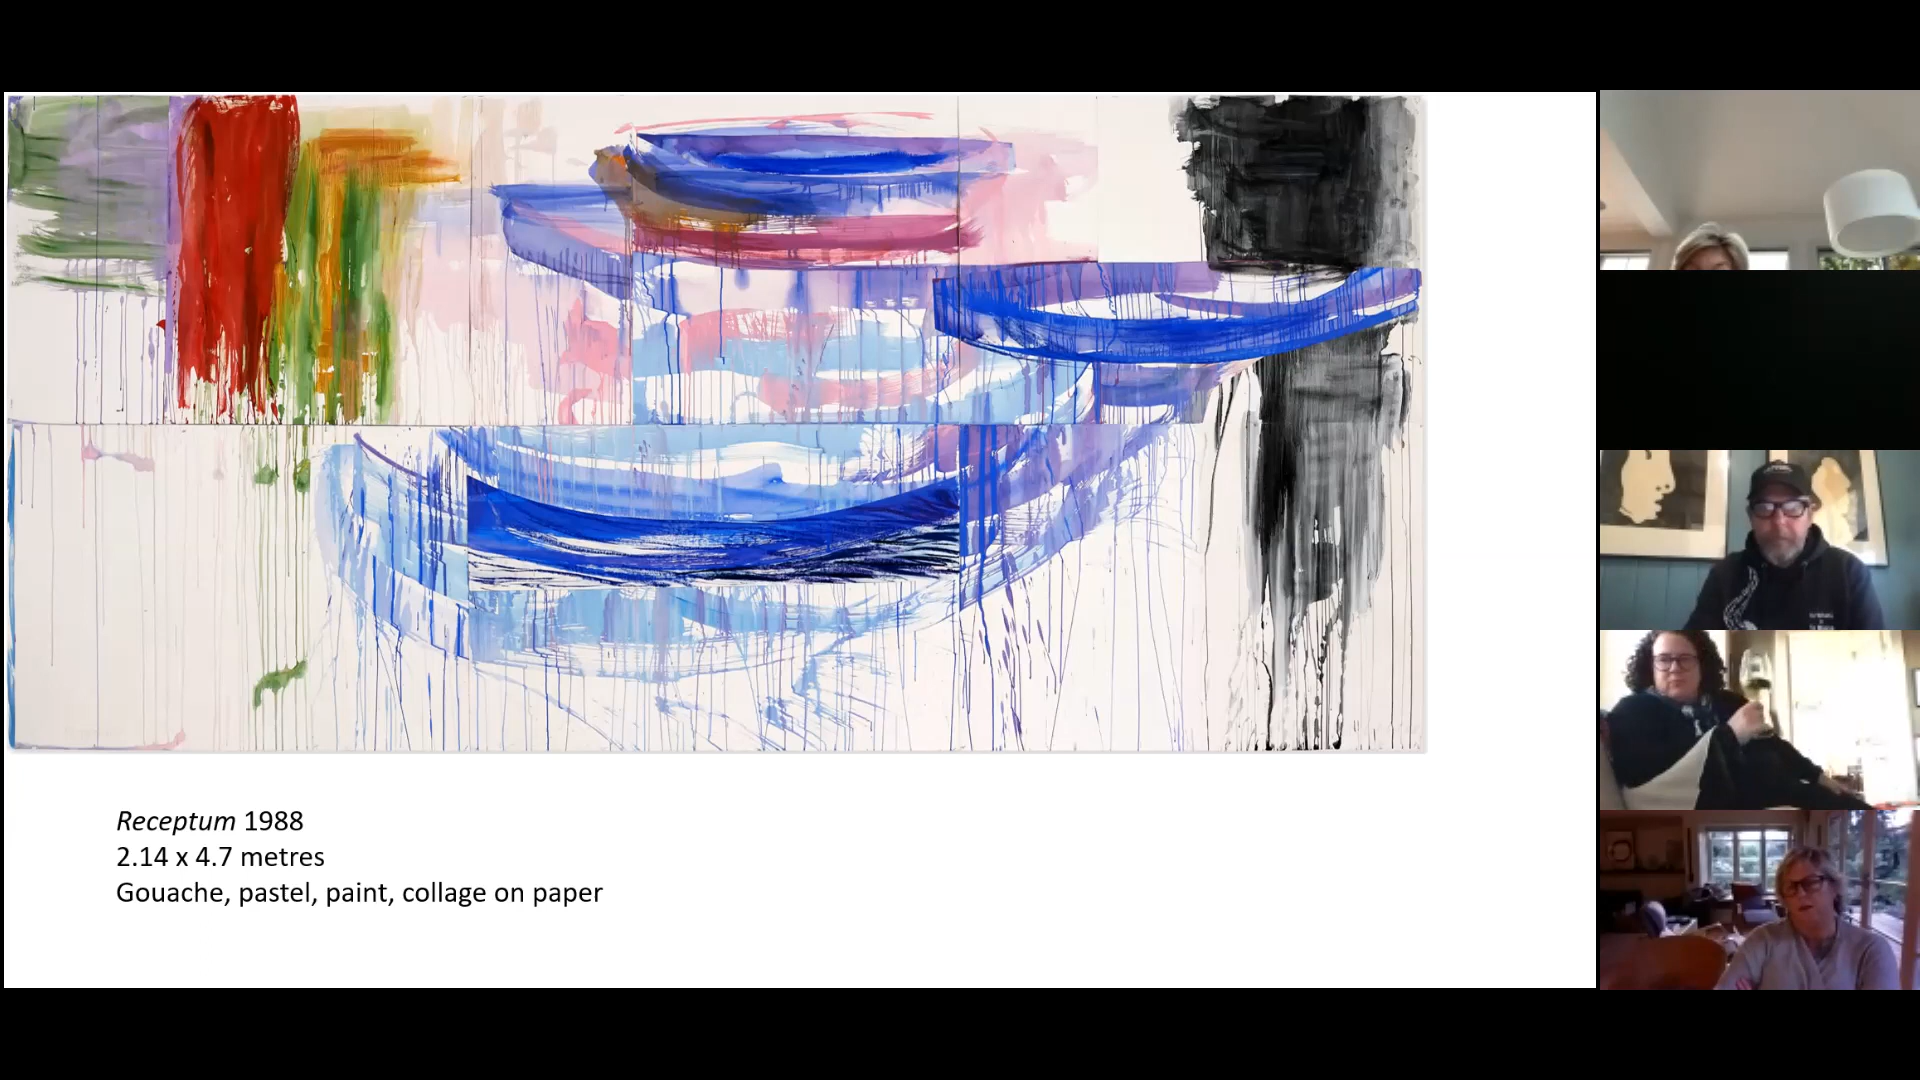 Receptum 1988
2.14 x 4.7 metres
Gouache, pastel, paint, collage on paper